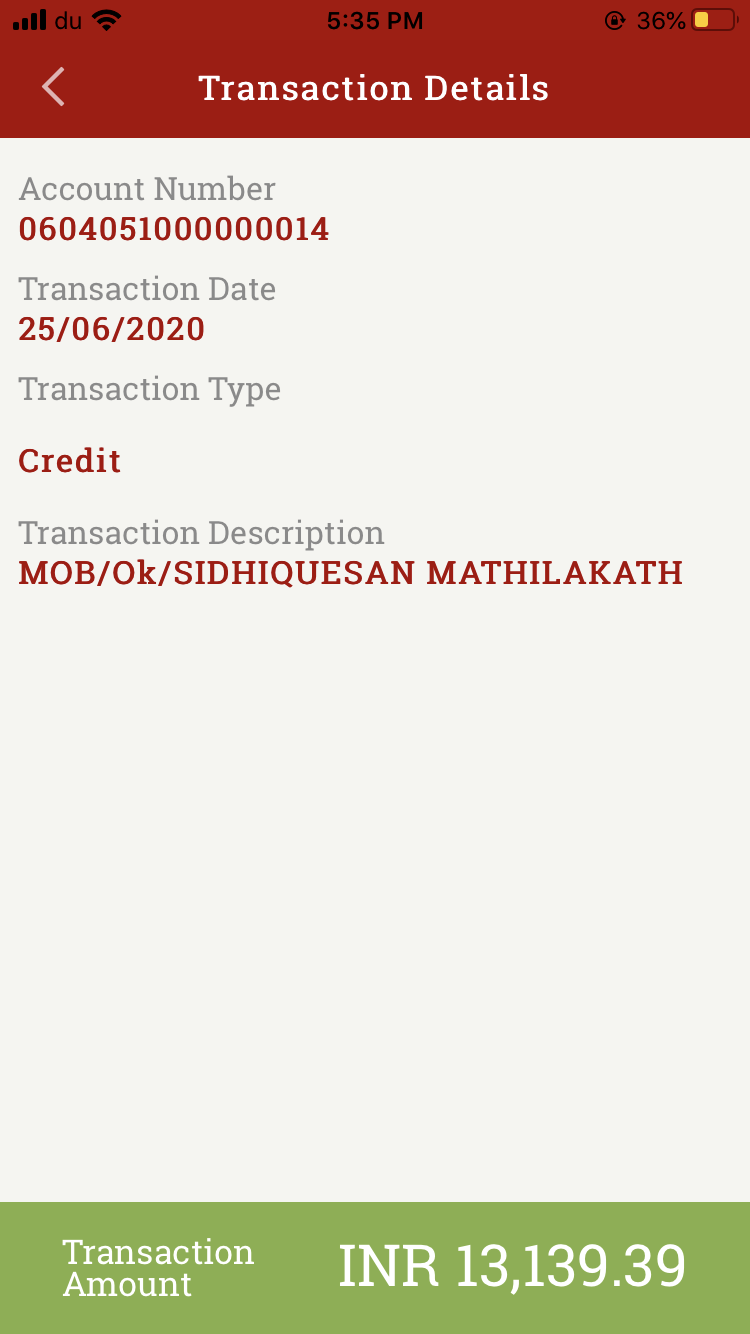 du 5:35 PM 36%
Transaction Details
Account Number
0604051000000014
Transaction Date
25/06/2020
Transaction Type
Credit
Transaction Description
MOB/Ok/SIDHIQUESAN MATHILAKATH
Transaction
Amount
INR 13,139.39